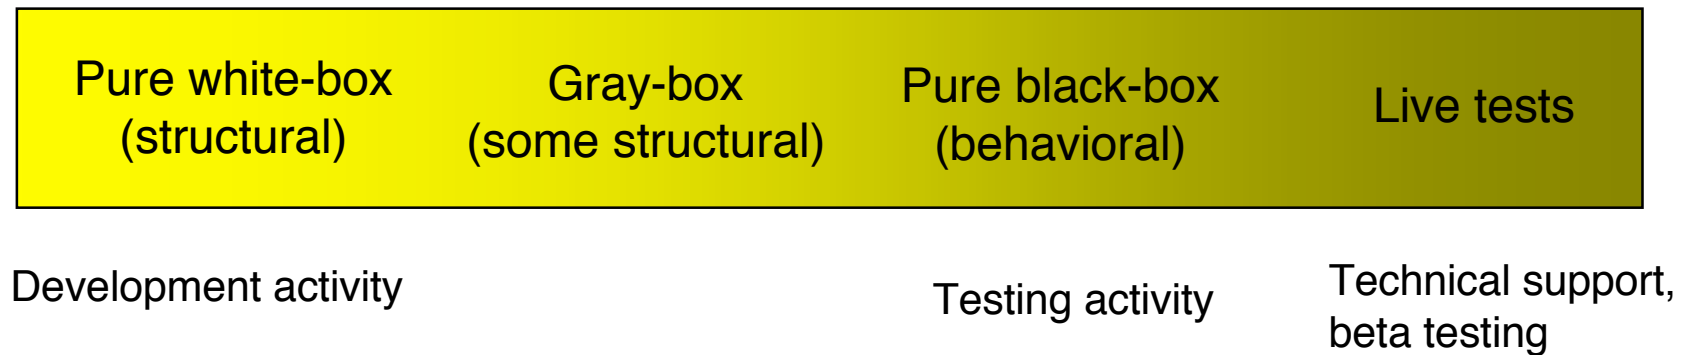 Pure white-box
(structural)
Gray-box
(some structural)
Pure black-box
(behavioral)
Live tests
Development activity
Testing activity
Technical support,
beta testing